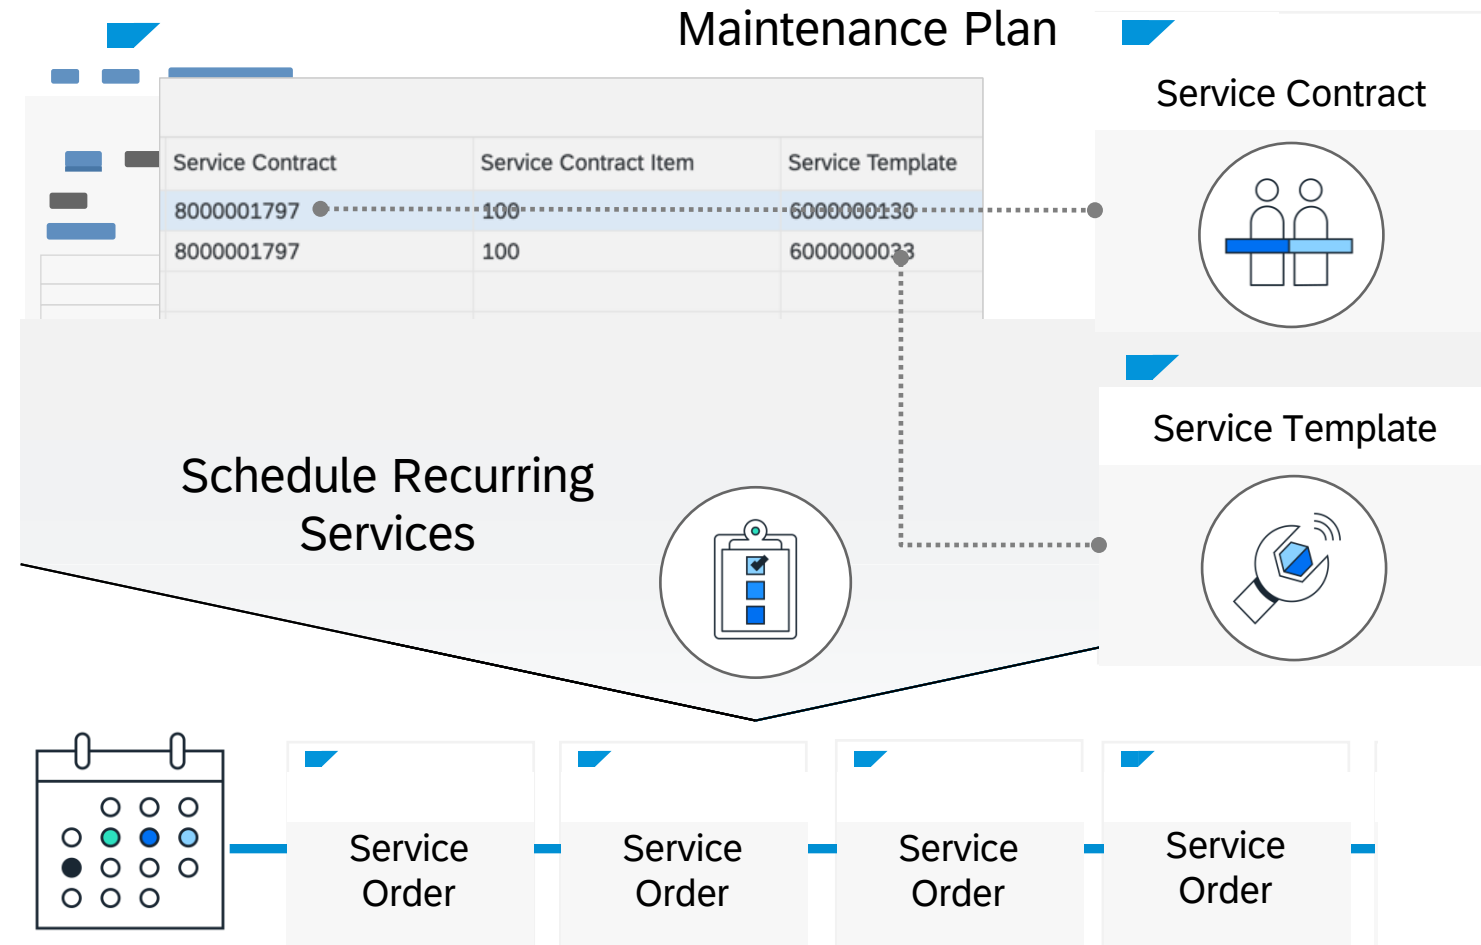 Maintenance Plan
Service Contract
Service Contract Service Contract Item Service Template
8000001797 100 6000000130
8000001797 100 6000000033
Service Template
Schedule Recurring
Services
Service
Order
Service
Order
Service
Order
Service
Order